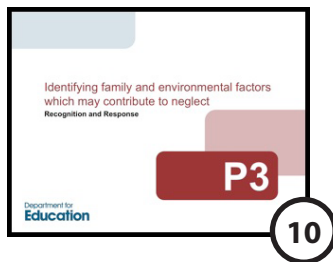 Identifying family and environmental factors
which may contribute to neglect
Recognition and Response
P3
Department for
Education
10